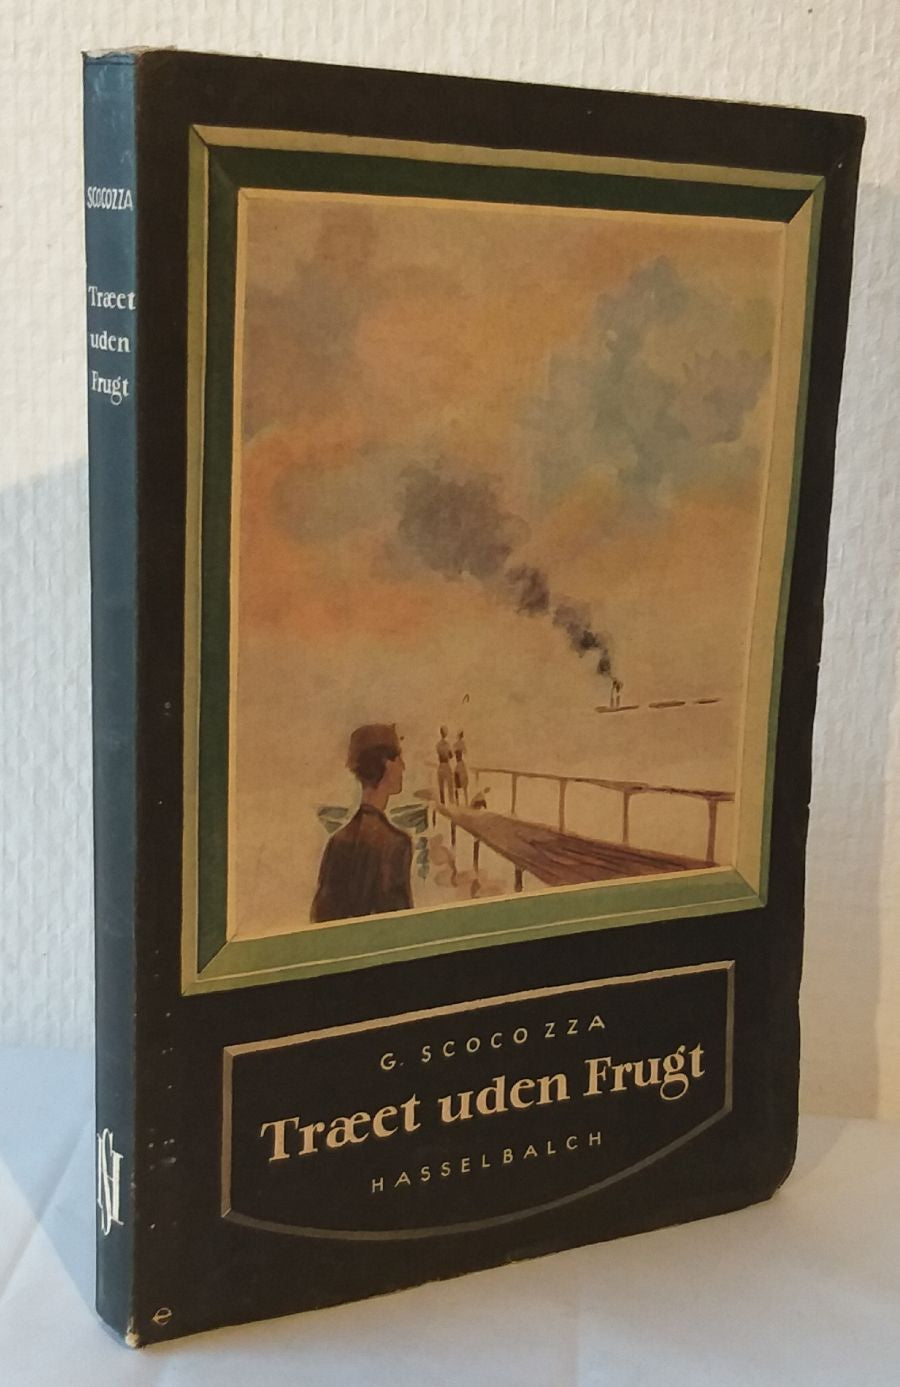 SCOCOZZA
Træet
uden
Frugt
G. SCOCOZZA
Træet uden Frugt
HASSELBALCH